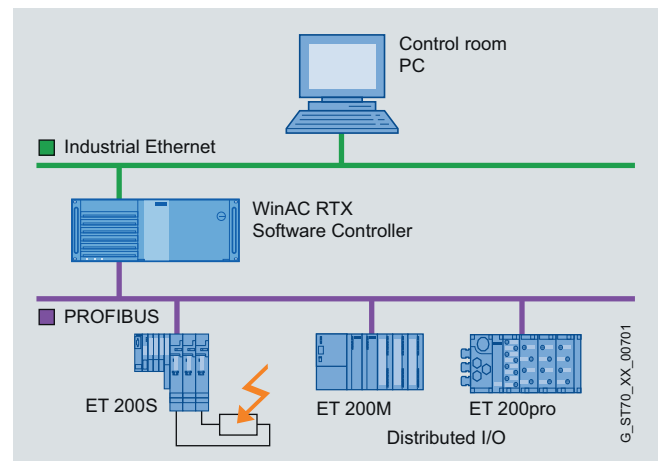 Control room
PC
Industrial Ethernet
WinAC RTX
Software Controller
PROFIBUS
ET 200S
ET 200M
ET 200pro
Distributed I/O
G_ST70_XX_00701